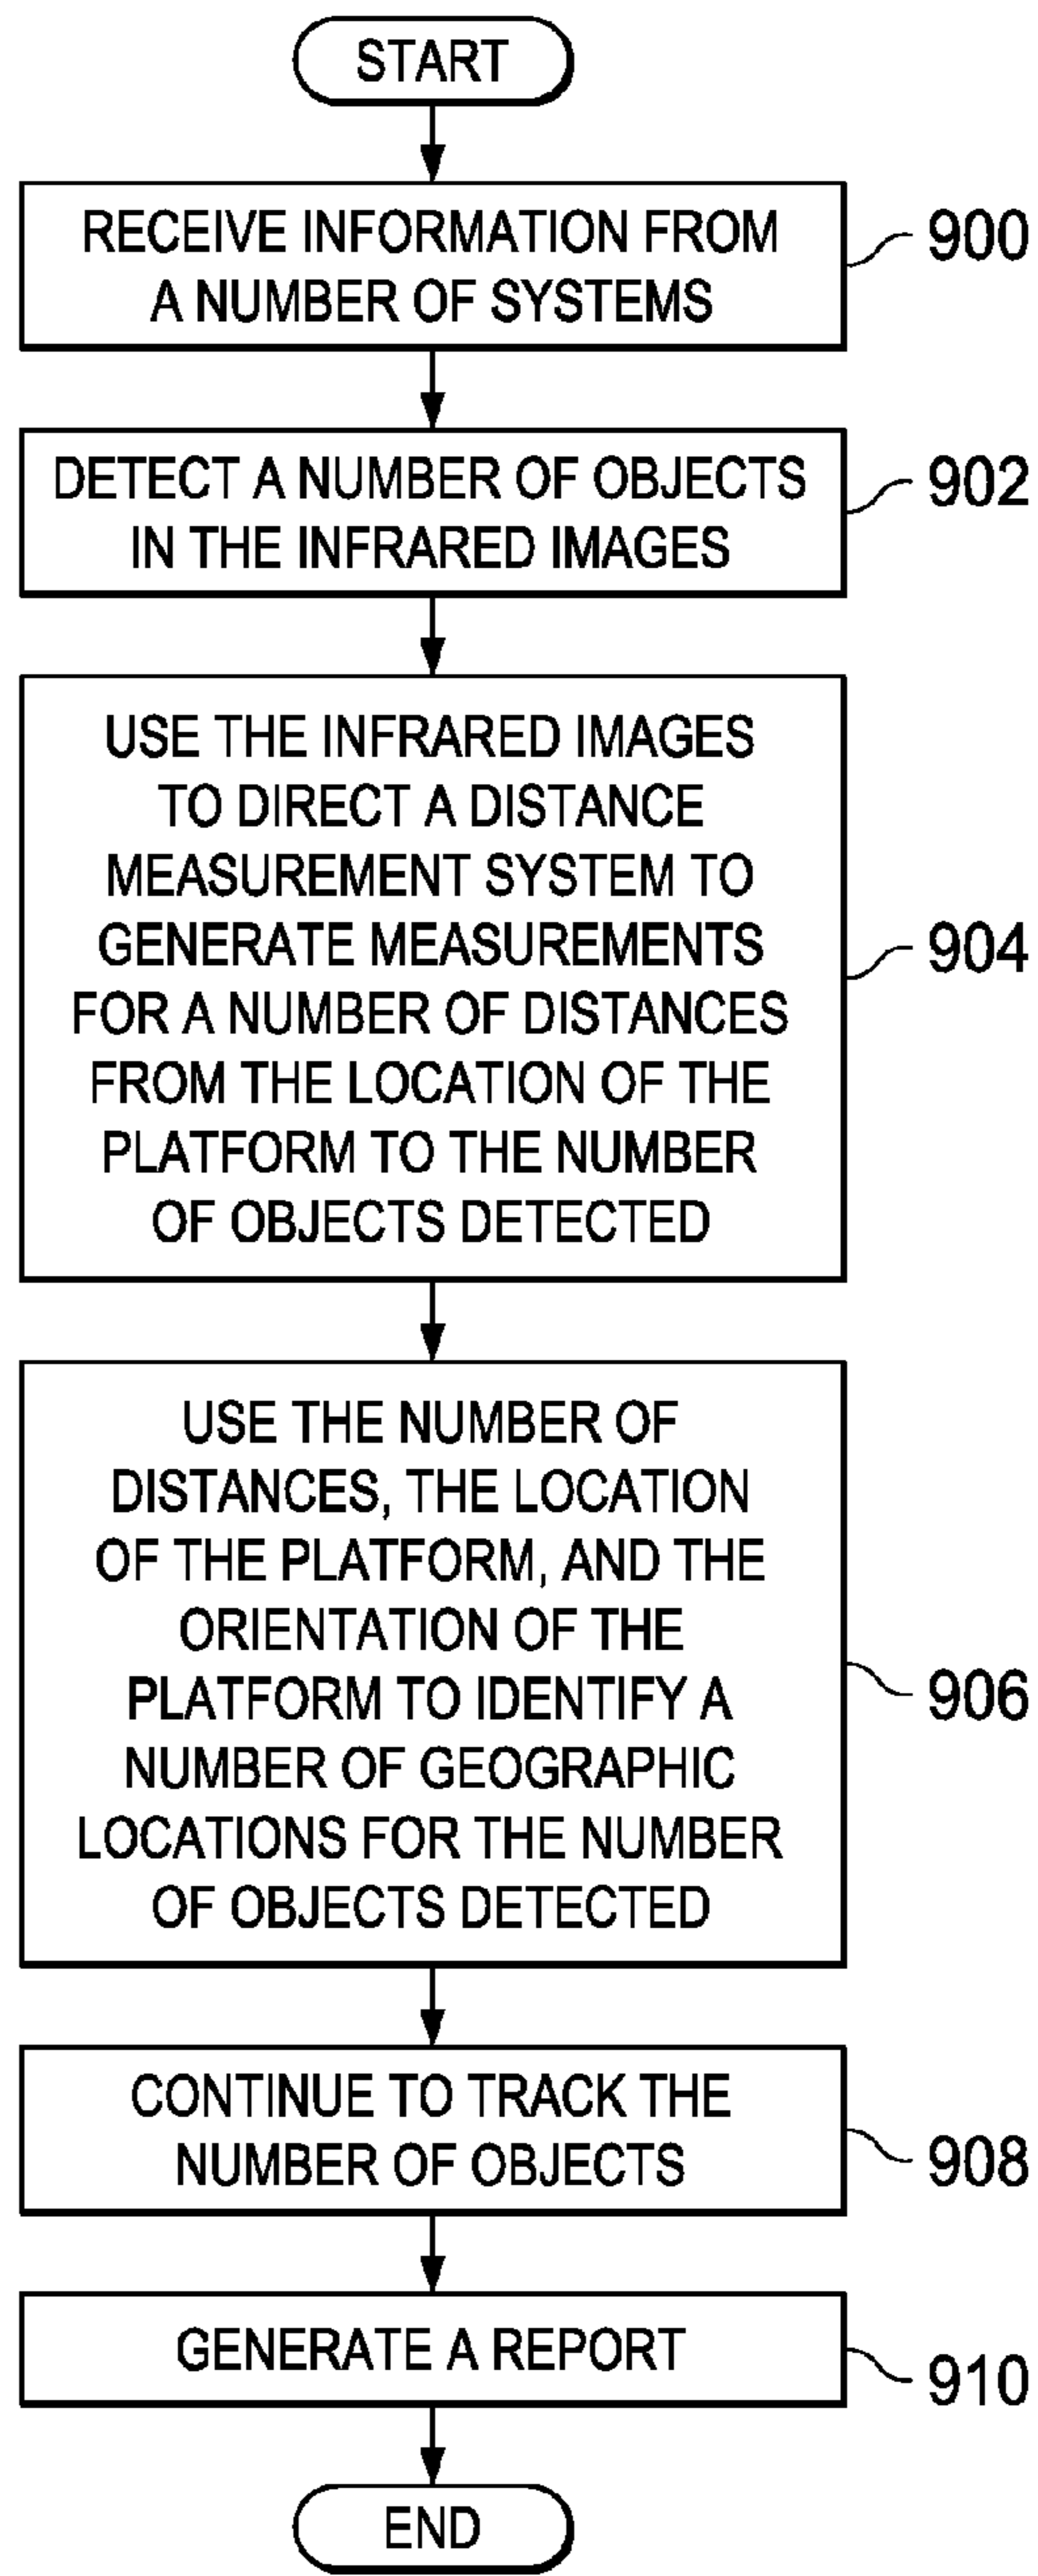 START
RECEIVE INFORMATION FROM
A NUMBER OF SYSTEMS
900
DETECT A NUMBER OF OBJECTS
IN THE INFRARED IMAGES
902
USE THE INFRARED IMAGES
TO DIRECT A DISTANCE
MEASUREMENT SYSTEM TO
GENERATE MEASUREMENTS
FOR A NUMBER OF DISTANCES
FROM THE LOCATION OF THE
PLATFORM TO THE NUMBER
OF OBJECTS DETECTED
904
USE THE NUMBER OF
DISTANCES, THE LOCATION
OF THE PLATFORM, AND THE
ORIENTATION OF THE
PLATFORM TO IDENTIFY A
NUMBER OF GEOGRAPHIC
LOCATIONS FOR THE NUMBER
OF OBJECTS DETECTED
906
CONTINUE TO TRACK THE
NUMBER OF OBJECTS
908
GENERATE A REPORT
910
END